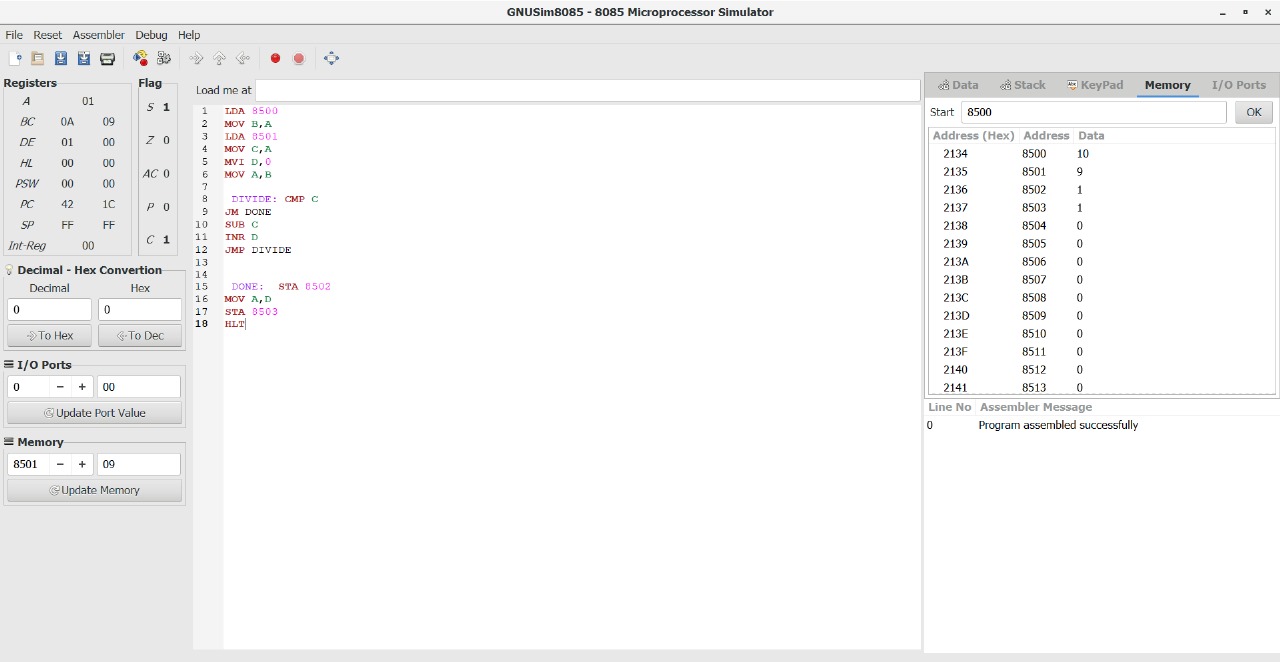 GNUSim8085 - 8085 Microprocessor Simulator
File Reset Assembler Debug Help
Registers
A 01
BC 0A 09
DE 01 00
HL 00 00
PSW 00 00
PC 42 1C
SP FF FF
Int-Reg 00
Flag
S 1
Z 0
AC 0
P 0
C 1
Decimal - Hex Convertion
Decimal Hex
0 0
To Hex To Dec
I/O Ports
0 − + 00
Update Port Value
Memory
8501 − + 09
Update Memory
Load me at
1 LDA 8500
2 MOV B,A
3 LDA 8501
4 MOV C,A
5 MVI D,0
6 MOV A,B
7
8 DIVIDE: CMP C
9 JM DONE
10 SUB C
11 INR D
12 JMP DIVIDE
13
14
15 DONE: STA 8502
16 MOV A,D
17 STA 8503
18 HLT
Data Stack KeyPad Memory I/O Ports
Start 8500 OK
Address (Hex) Address Data
2134 8500 10
2135 8501 9
2136 8502 1
2137 8503 1
2138 8504 0
2139 8505 0
213A 8506 0
213B 8507 0
213C 8508 0
213D 8509 0
213E 8510 0
213F 8511 0
2140 8512 0
2141 8513 0
Line No Assembler Message
0 Program assembled successfully